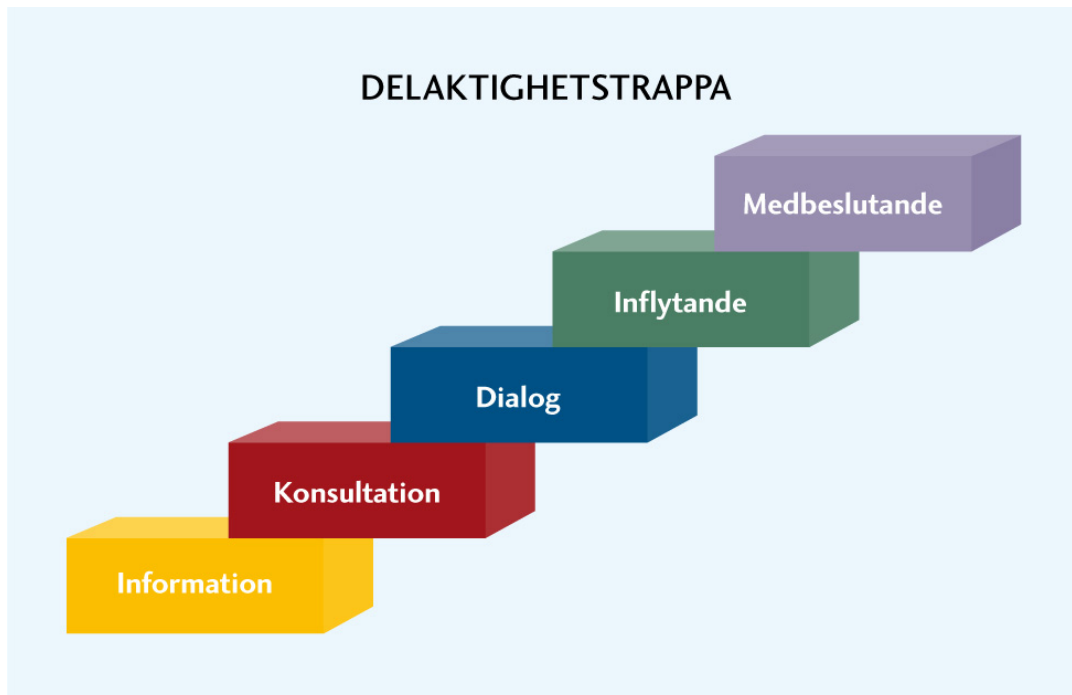 DELAKTIGHETSTRAPPA
Medbeslutande
Inflytande
Dialog
Konsultation
Information